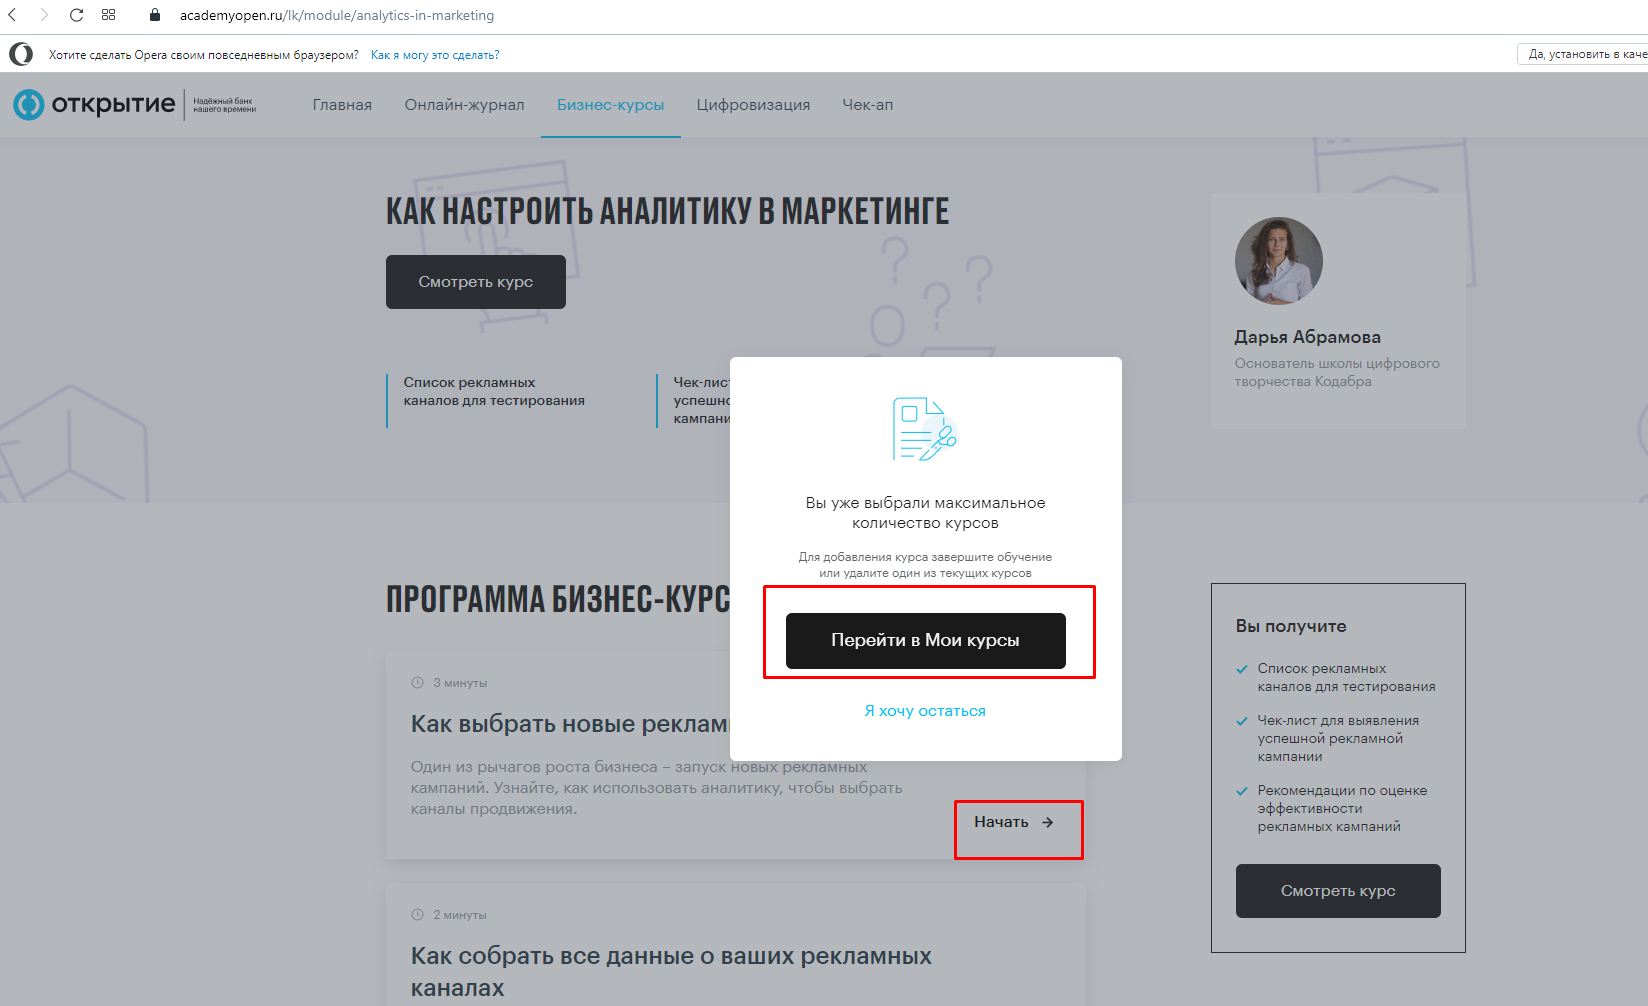 academyopen.ru/lk/module/analytics-in-marketing
Хотите сделать Opera своим повседневным браузером? Как я могу это сделать?
Да, установить в каче
ОТКРЫТИЕ
Надёжный банк
нашего времени
Главная
Онлайн-журнал
Бизнес-курсы
Цифровизация
Чек-ап
КАК НАСТРОИТЬ АНАЛИТИКУ В МАРКЕТИНГЕ
Смотреть курс
Список рекламных
каналов для тестирования
Чек-лис
успешно
кампани
Дарья Абрамова
Основатель школы цифрового
творчества Кодабра
Вы уже выбрали максимальное
количество курсов
Для добавления курса завершите обучение
или удалите один из текущих курсов
Перейти в Мои курсы
Я хочу остаться
ПРОГРАММА БИЗНЕС-КУРС
3 минуты
Как выбрать новые реклам
Один из рычагов роста бизнеса – запуск новых рекламных
кампаний. Узнайте, как использовать аналитику, чтобы выбрать
каналы продвижения.
Начать
2 минуты
Как собрать все данные о ваших рекламных
каналах
Вы получите
Список рекламных
каналов для тестирования
Чек-лист для выявления
успешной рекламной
кампании
Рекомендации по оценке
эффективности
рекламных кампаний
Смотреть курс